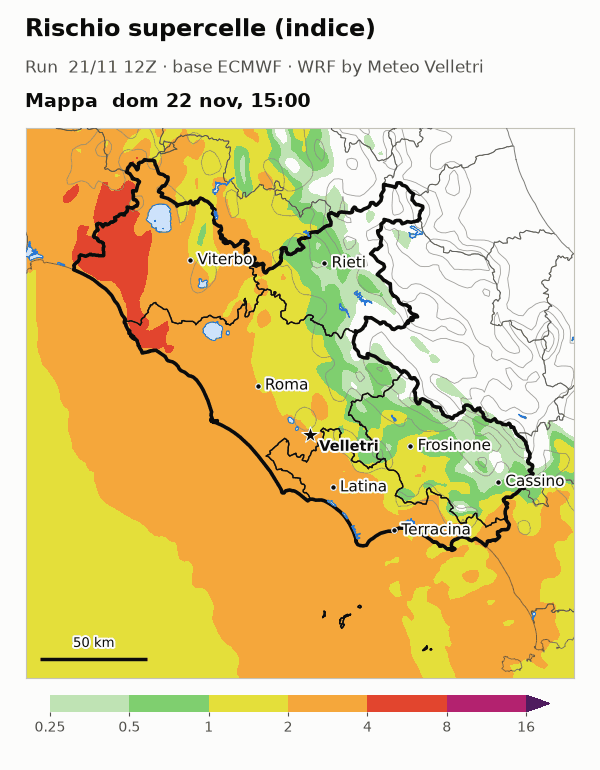 Rischio supercelle (indice)
Run  21/11 12Z · base ECMWF · WRF by Meteo Velletri
Mappa  dom 22 nov, 15:00
Viterbo
Rieti
Roma
Velletri
Frosinone
Latina
Cassino
Terracina
50 km
0.25 0.5 1 2 4 8 16